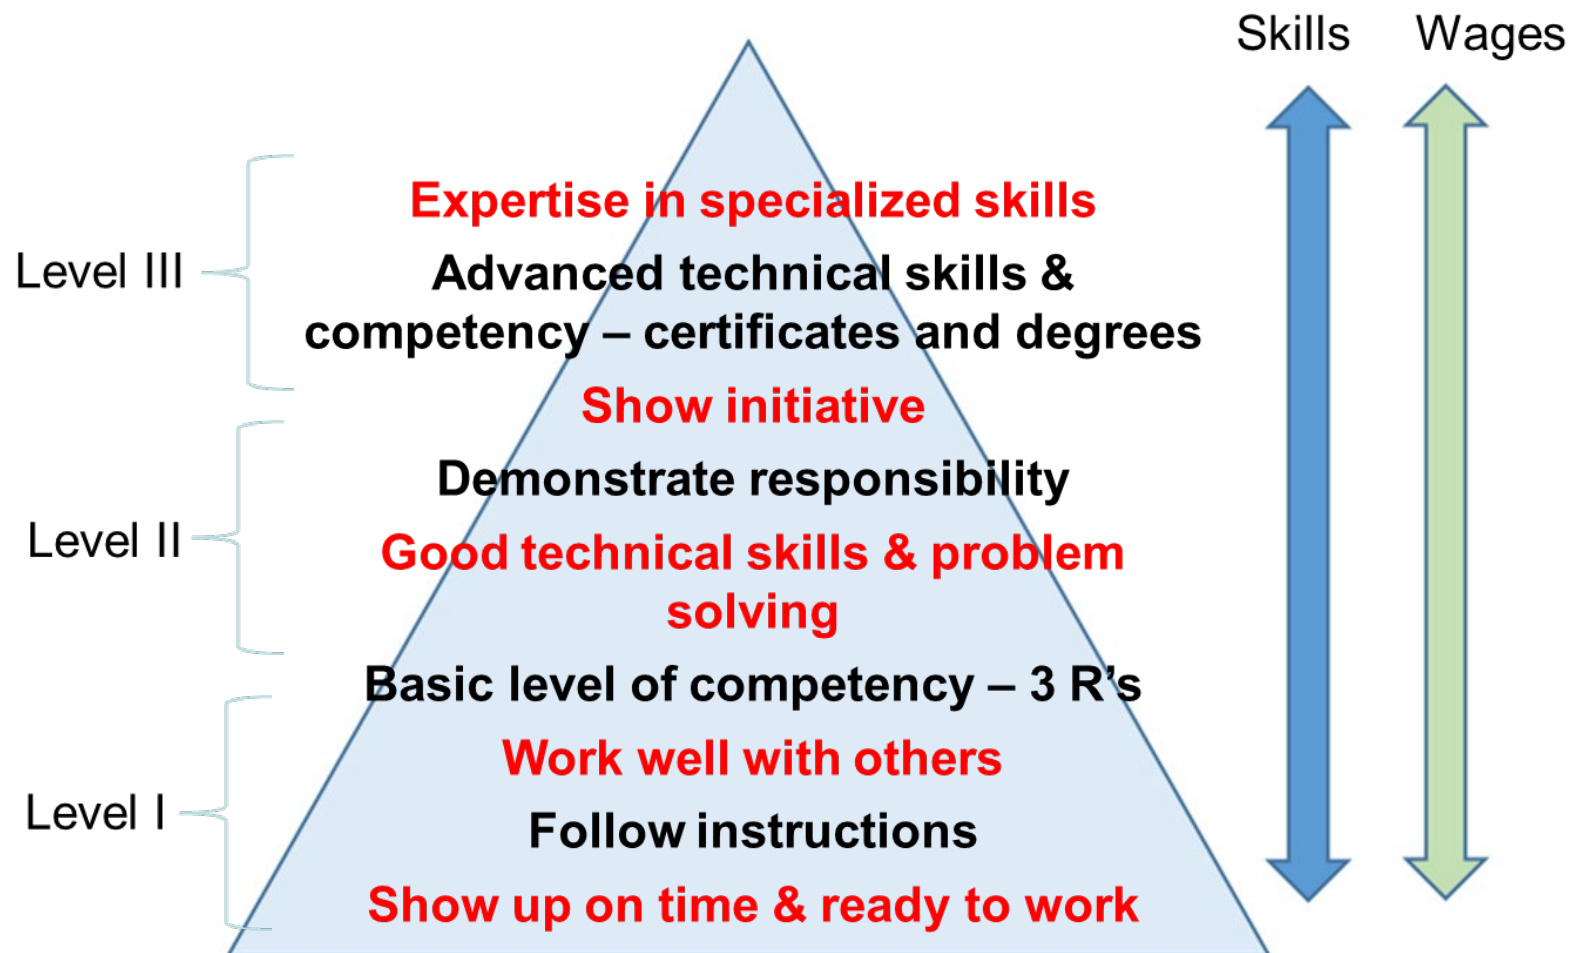 Skills Wages
Expertise in specialized skills
Level III
Advanced technical skills &
competency – certificates and degrees
Show initiative
Demonstrate responsibility
Level II
Good technical skills & problem
solving
Basic level of competency – 3 R’s
Work well with others
Level I
Follow instructions
Show up on time & ready to work